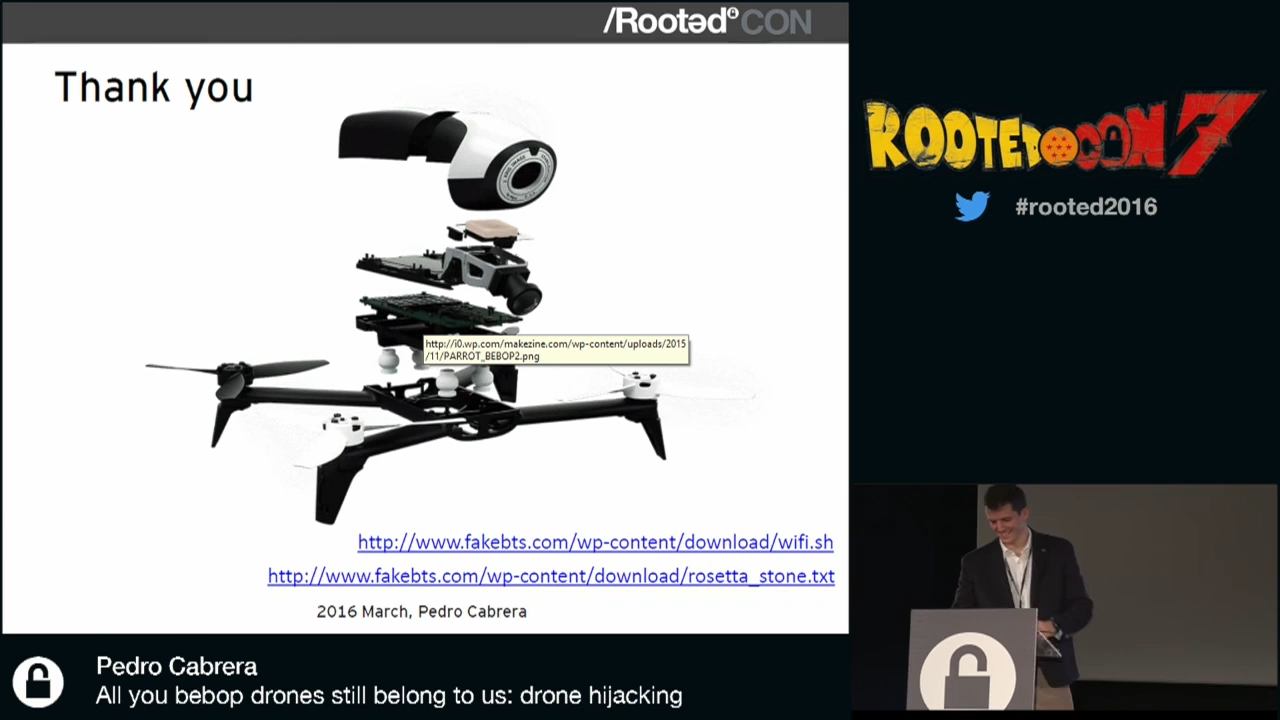 /Rooted CON
Thank you
http://i0.wp.com/makezine.com/wp-content/uploads/2015
/11/PARROT_BEBOP2.png
http://www.fakebts.com/wp-content/download/wifi.sh
http://www.fakebts.com/wp-content/download/rosetta_stone.txt
2016 March, Pedro Cabrera
ROOTEDCON 7
#rooted2016
Pedro Cabrera
All you bebop drones still belong to us: drone hijacking